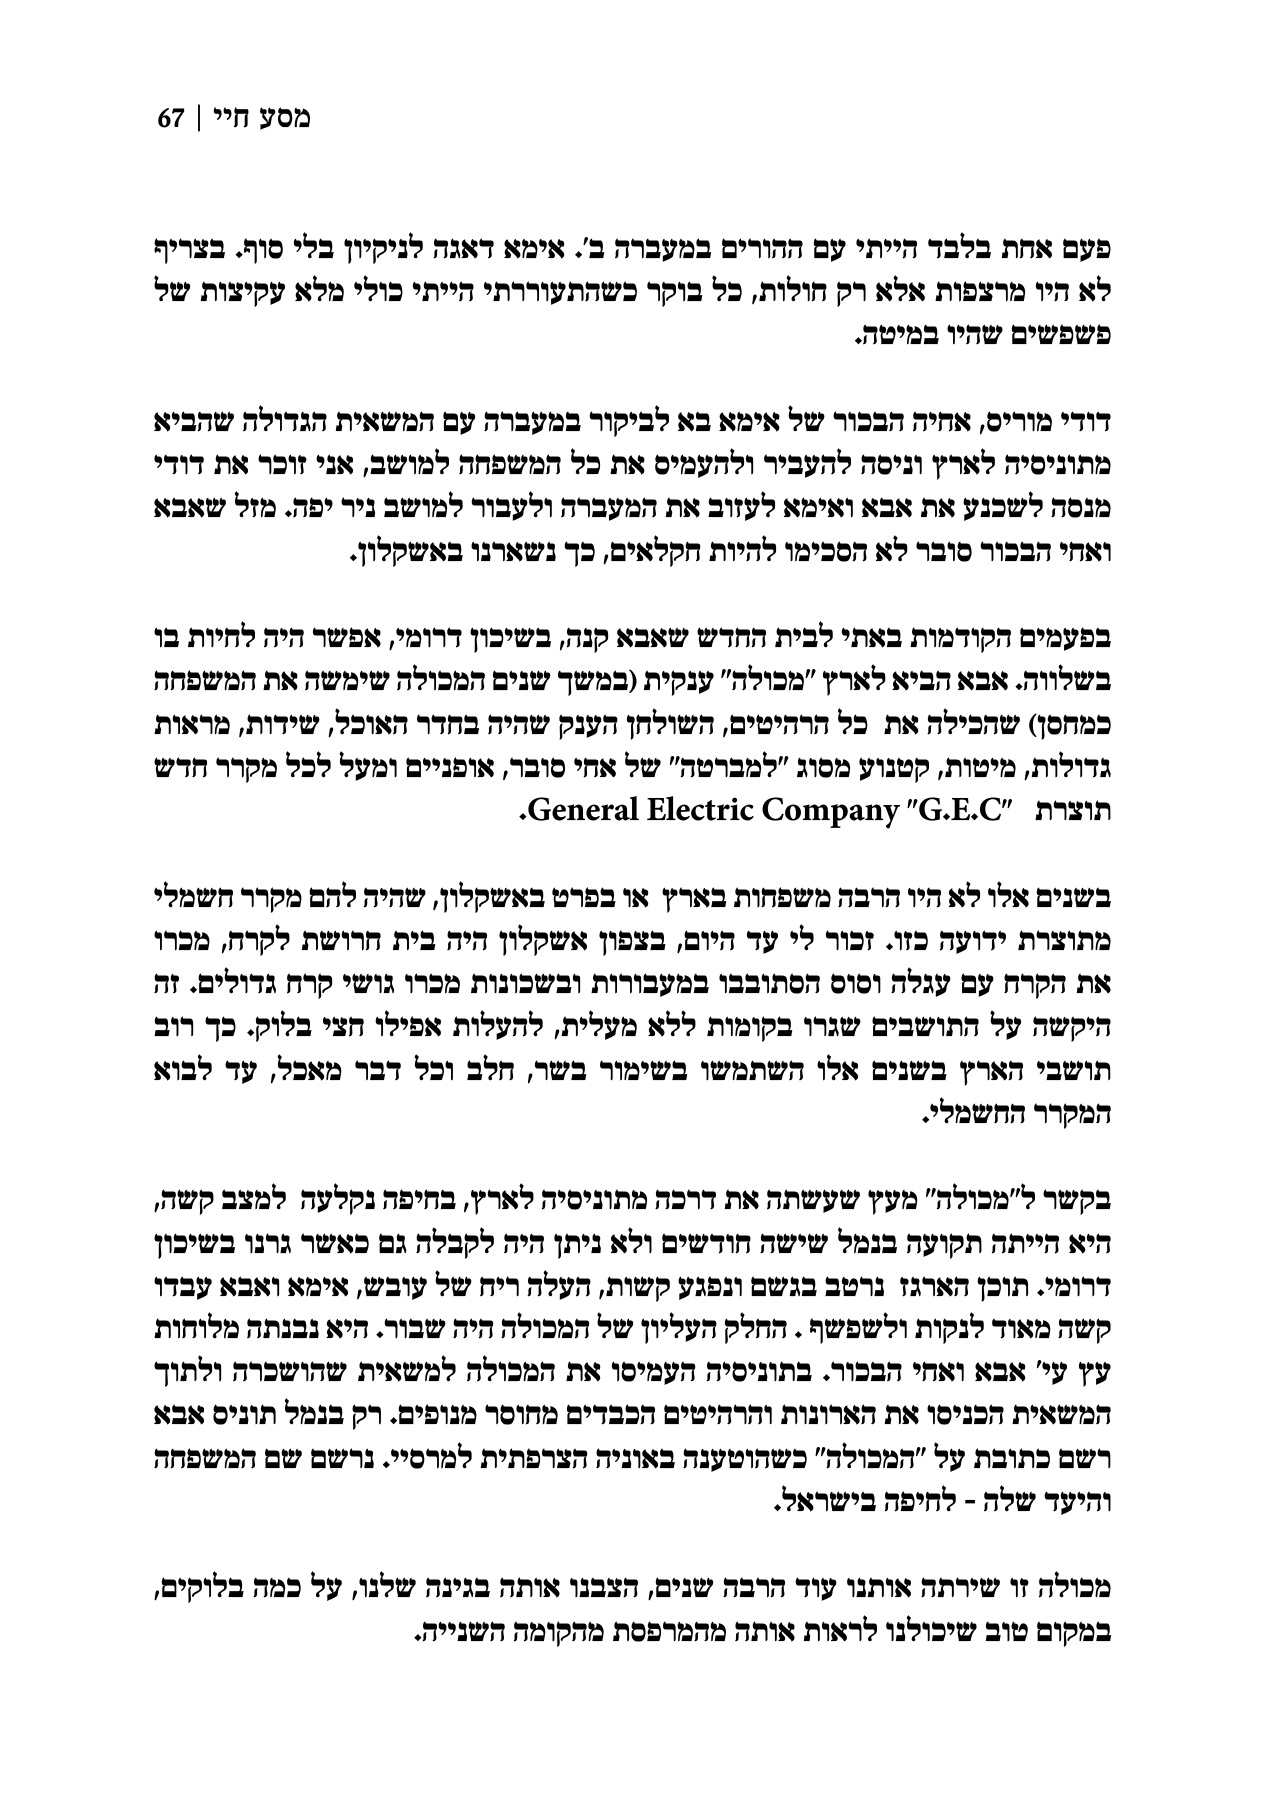 מסע חיי | 67
פעם אחת בלבד הייתי עם ההורים במעברה ב'. אימא דאגה לניקיון בלי סוף. בצריף
לא היו מרצפות אלא רק חולות, כל בוקר כשהתעוררתי הייתי כולי מלא עקיצות של
פשפשים שהיו במיטה.
דודי מוריס, אחיה הבכור של אימא בא לביקור במעברה עם המשאית הגדולה שהביא
מתוניסיה לארץ וניסה להעביר ולהעמיס את כל המשפחה למושב, אני זוכר את דודי
מנסה לשכנע את אבא ואימא לעזוב את המעברה ולעבור למושב ניר יפה. מזל שאבא
ואחי הבכור סובר לא הסכימו להיות חקלאים, כך נשארנו באשקלון.
בפעמים הקודמות באתי לבית החדש שאבא קנה, בשיכון דרומי, אפשר היה לחיות בו
בשלווה. אבא הביא לארץ "מכולה" ענקית (במשך שנים המכולה שימשה את המשפחה
כמחסן) שהכילה את  כל הרהיטים, השולחן הענק שהיה בחדר האוכל, שידות, מראות
גדולות, מיטות, קטנוע מסוג "למברטה" של אחי סובר, אופניים ומעל לכל מקרר חדש
תוצרת  "General Electric Company "G.E.C.
בשנים אלו לא היו הרבה משפחות בארץ  או בפרט באשקלון, שהיה להם מקרר חשמלי
מתוצרת ידועה כזו. זכור לי עד היום, בצפון אשקלון היה בית חרושת לקרח, מכרו
את הקרח עם עגלה וסוס הסתובבו במעבורות ובשכונות מכרו גושי קרח גדולים. זה
היקשה על התושבים שגרו בקומות ללא מעלית, להעלות אפילו חצי בלוק. כך רוב
תושבי הארץ בשנים אלו השתמשו בשימור בשר, חלב וכל דבר מאכל, עד לבוא
המקרר החשמלי.
בקשר ל"מכולה" מעץ שעשתה את דרכה מתוניסיה לארץ, בחיפה נקלעה  למצב קשה,
היא הייתה תקועה בנמל שישה חודשים ולא ניתן היה לקבלה גם כאשר גרנו בשיכון
דרומי. תוכן הארגז  נרטב בגשם ונפגע קשות, העלה ריח של עובש, אימא ואבא עבדו
קשה מאוד לנקות ולשפשף . החלק העליון של המכולה היה שבור. היא נבנתה מלוחות
עץ עי' אבא ואחי הבכור. בתוניסיה העמיסו את המכולה למשאית שהושכרה ולתוך
המשאית הכניסו את הארונות והרהיטים הכבדים מחוסר מנופים. רק בנמל תוניס אבא
רשם כתובת על "המכולה" כשהוטענה באוניה הצרפתית למרסיי. נרשם שם המשפחה
והיעד שלה - לחיפה בישראל.
מכולה זו שירתה אותנו עוד הרבה שנים, הצבנו אותה בגינה שלנו, על כמה בלוקים,
במקום טוב שיכולנו לראות אותה מהמרפסת מהקומה השנייה.